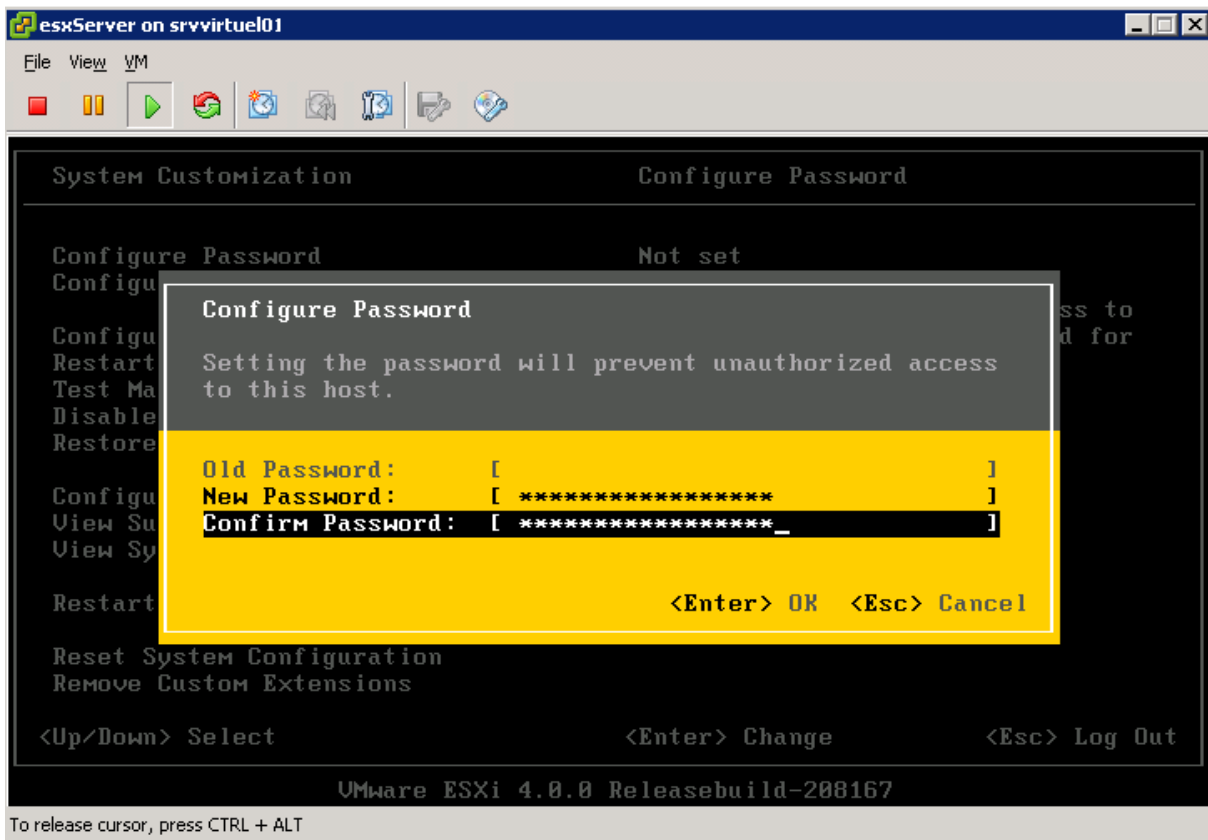 esxServer on srvvirtuel01
File View VM
System Customization Configure Password
Configure Password Not set
Configu
Configure Password
ss to
Configu
d for
Restart
Setting the password will prevent unauthorized access
Test Ma
to this host.
Disable
Restore
Old Password: [ ]
Configu
New Password: [ ***************** ]
View Su
Confirm Password: [ *****************_ ]
View Sy
Restart
<Enter> OK <Esc> Cancel
Reset System Configuration
Remove Custom Extensions
<Up/Down> Select <Enter> Change <Esc> Log Out
VMware ESXi 4.0.0 Releasebuild-208167
To release cursor, press CTRL + ALT